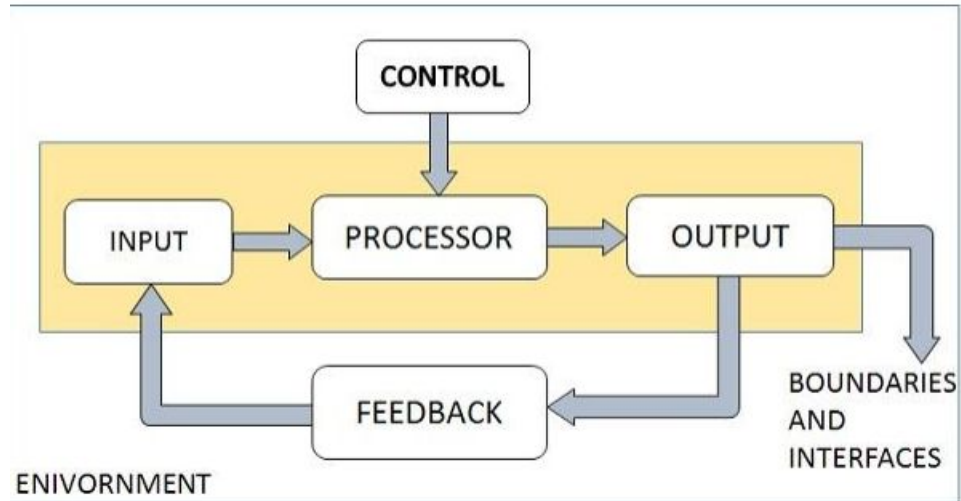 CONTROL
INPUT
PROCESSOR
OUTPUT
FEEDBACK
BOUNDARIES
AND
INTERFACES
ENIVORNMENT